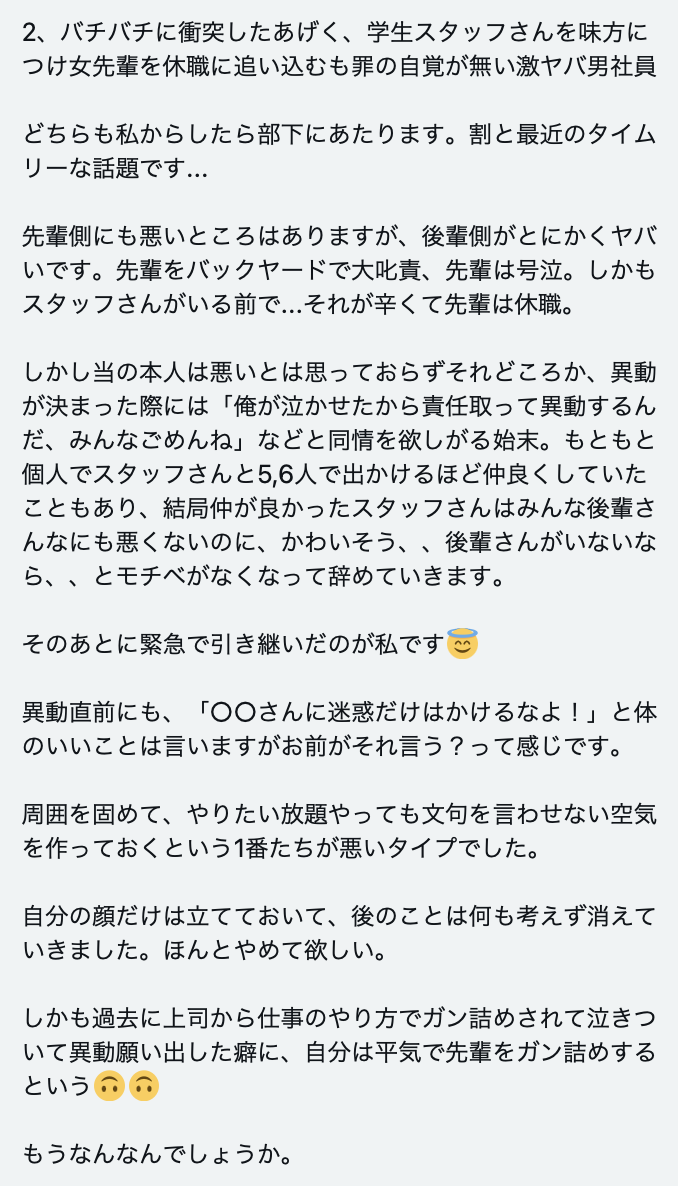 2、バチバチに衝突したあげく、学生スタッフさんを味方に
つけ女先輩を休職に追い込むも罪の自覚が無い激ヤバ男社員
どちらも私からしたら部下にあたります。割と最近のタイム
リーな話題です…
先輩側にも悪いところはありますが、後輩側がとにかくヤバ
いです。先輩をバックヤードで大叱責、先輩は号泣。しかも
スタッフさんがいる前で…それが辛くて先輩は休職。
しかし当の本人は悪いとは思っておらずそれどころか、異動
が決まった際には「俺が泣かせたから責任取って異動するん
だ、みんなごめんね」などと同情を欲しがる始末。もともと
個人でスタッフさんと5,6人で出かけるほど仲良くしていた
こともあり、結局仲が良かったスタッフさんはみんな後輩さ
んなにも悪くないのに、かわいそう、、後輩さんがいないな
ら、、とモチベがなくなって辞めていきます。
そのあとに緊急で引き継いだのが私です😇
異動直前にも、「〇〇さんに迷惑だけはかけるなよ！」と体
のいいことは言いますがお前がそれ言う？って感じです。
周囲を固めて、やりたい放題やっても文句を言わせない空気
を作っておくという1番たちが悪いタイプでした。
自分の顔だけは立てておいて、後のことは何も考えず消えて
いきました。ほんとやめて欲しい。
しかも過去に上司から仕事のやり方でガン詰めされて泣きつ
いて異動願い出した癖に、自分は平気で先輩をガン詰めする
という🙃🙃
もうなんなんでしょうか。